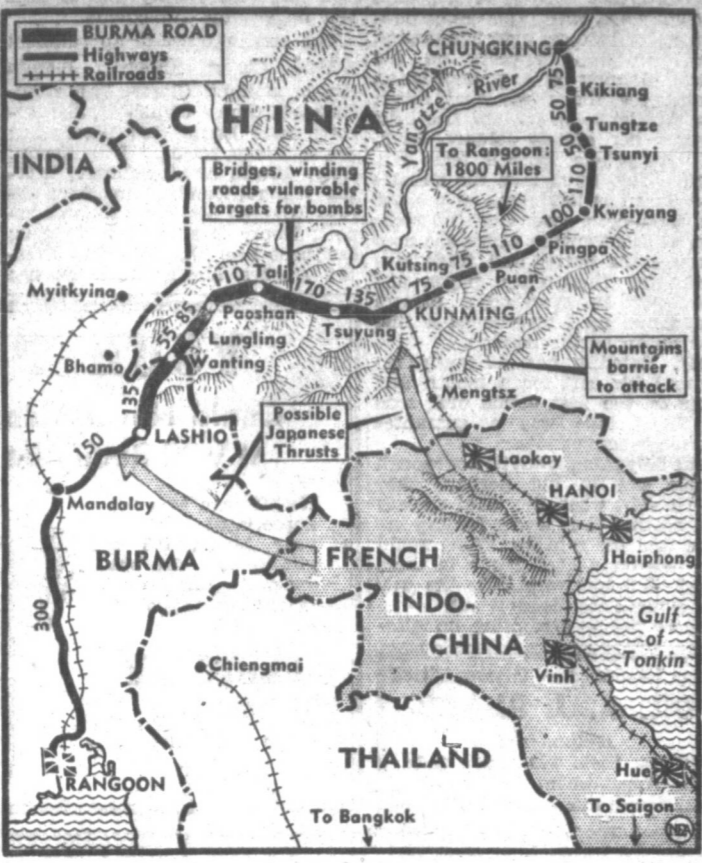 BURMA ROAD
Highways
Railroads
CHUNGKING
75
Kikiang
50
Tungtze
50
Tsunyi
110
Kweiyang
100
Pingpa
110
Puan
75
Kutsing
75
KUNMING
CHINA
INDIA
Yangtze River
To Rangoon:
1800 Miles
Bridges, winding
roads vulnerable
targets for bombs
Myitkyina
Bhamo
110
Tali
170
135
Tsuyung
Paoshan
85
Lungling
55
Wanting
135
LASHIO
150
Mandalay
Mountains
barrier
to attack
Mengtsz
Possible
Japanese
Thrusts
Laokay
HANOI
Haiphong
BURMA
FRENCH
INDO-
CHINA
300
Gulf
of
Tonkin
Chiengmai
Vinh
THAILAND
Hue
RANGOON
To Bangkok
To Saigon